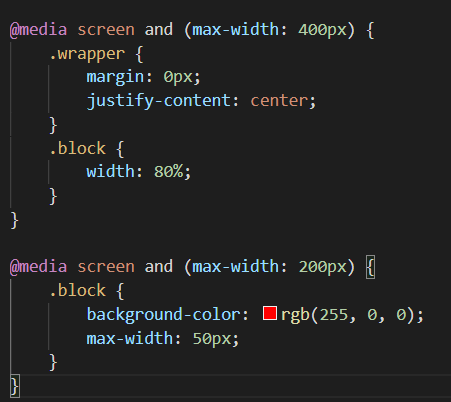 @media screen and (max-width: 400px) {
    .wrapper {
        margin: 0px;
        justify-content: center;
    }
    .block {
        width: 80%;
    }
}

@media screen and (max-width: 200px) {
    .block {
        background-color: rgb(255, 0, 0);
        max-width: 50px;
    }
}